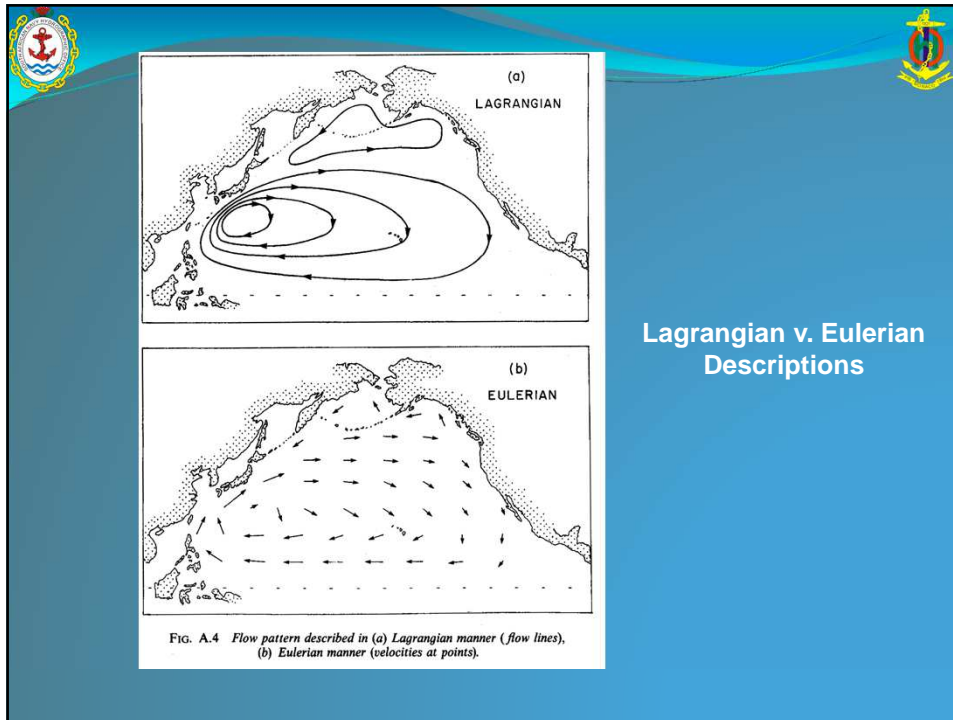 (a)
LAGRANGIAN
(b)
EULERIAN
FIG. A.4 Flow pattern described in (a) Lagrangian manner (flow lines),
(b) Eulerian manner (velocities at points).
Lagrangian v. Eulerian
Descriptions